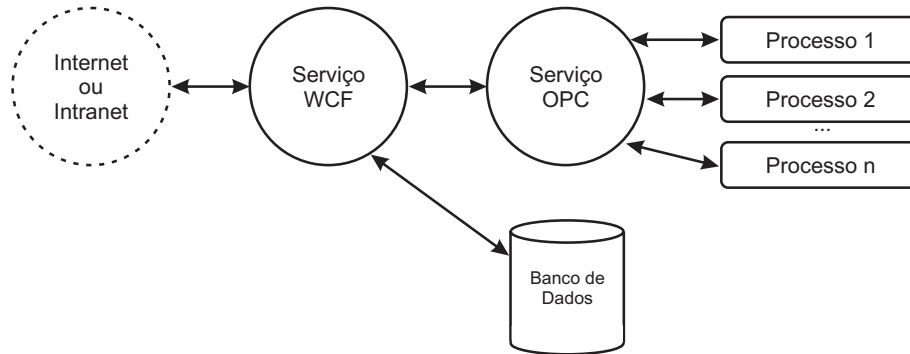 Internet
ou
Intranet
Serviço
WCF
Serviço
OPC
Processo 1
Processo 2
...
Processo n
Banco de
Dados